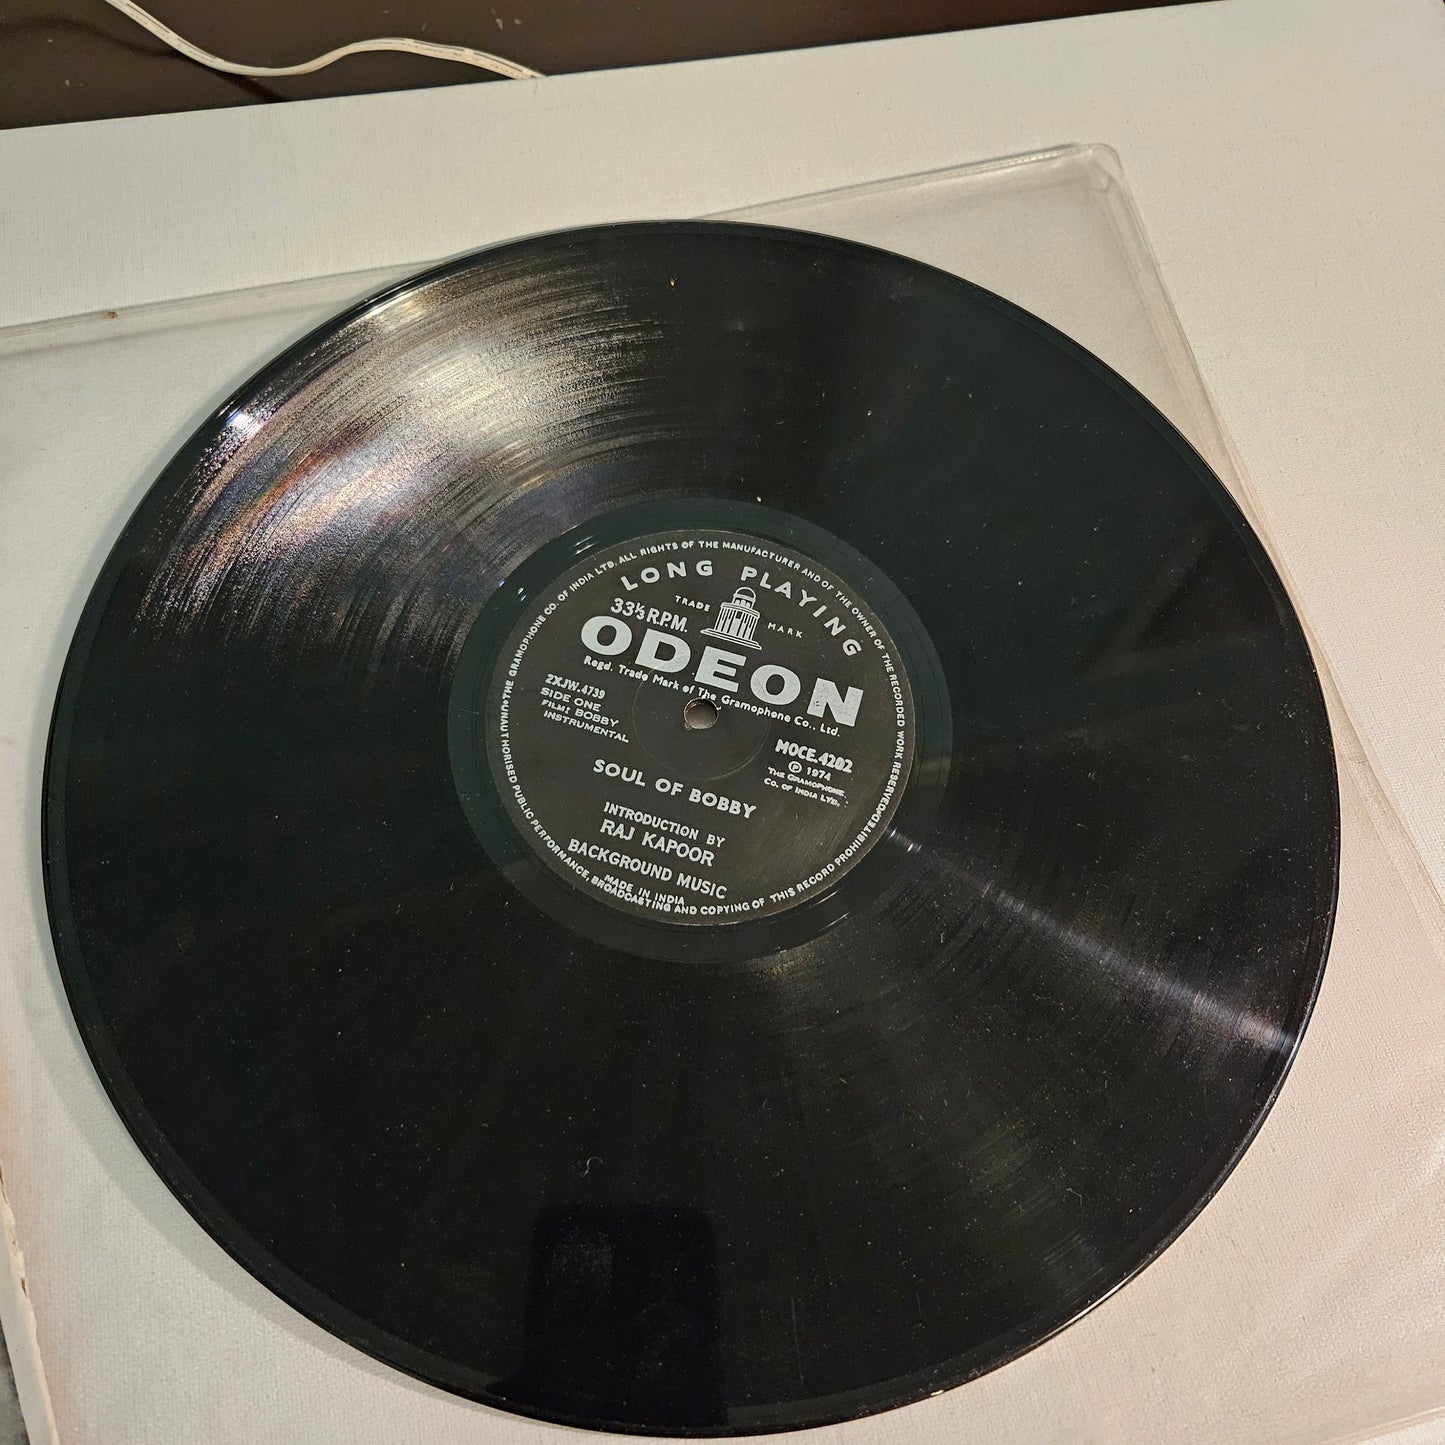 THE GRAMOPHONE CO. OF INDIA LTD. ALL RIGHTS OF THE MANUFACTURER AND OF THE OWNER OF THE RECORDED WORK RESERVED
UNAUTHORISED PUBLIC PERFORMANCE, BROADCASTING AND COPYING OF THIS RECORD PROHIBITED
LONG PLAYING
TRADE MARK
33⅓ R.P.M.
ODEON
Regd. Trade Mark of The Gramophone Co., Ltd.
2XJW.4739
SIDE ONE
FILM: BOBBY
INSTRUMENTAL
MOCE.4202
℗ 1974
THE GRAMOPHONE
CO. OF INDIA LTD.
SOUL OF BOBBY
INTRODUCTION BY
RAJ KAPOOR
BACKGROUND MUSIC
MADE IN INDIA